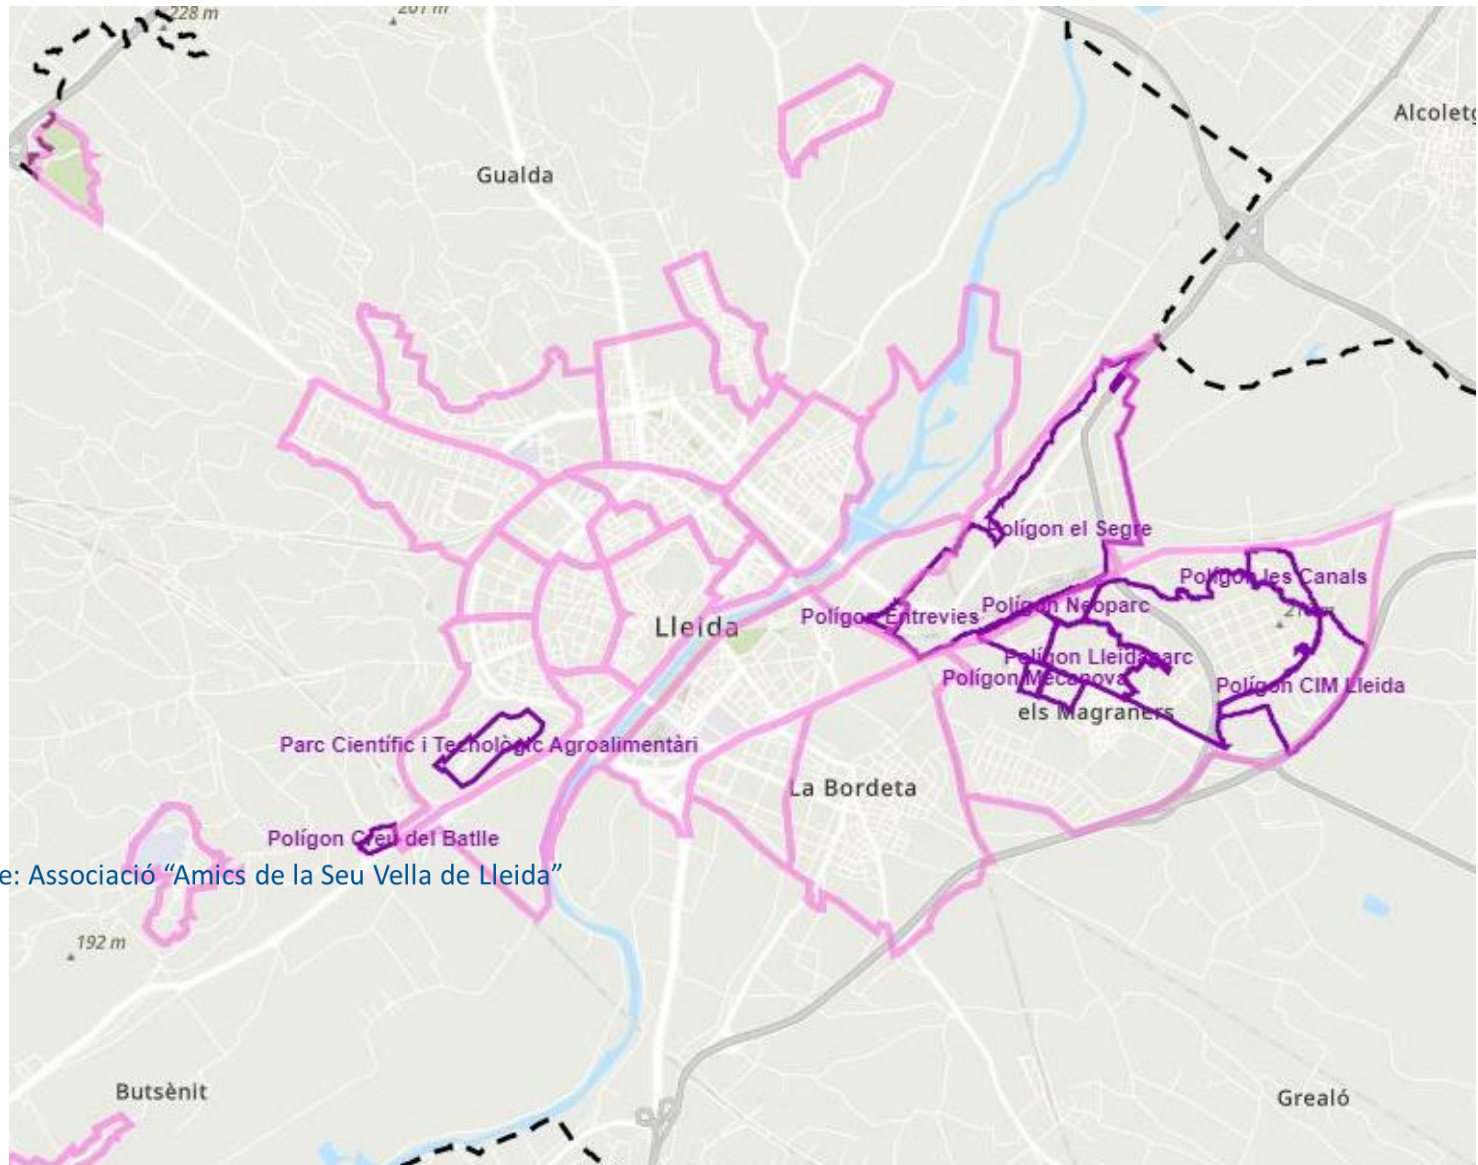 228 m
201 m
Alcoletg
Gualda
Polígon el Segre
Polígon les Canals
Polígon Neoparc
Polígon Entrevies
Lleida
Polígon Lleidaparc
Polígon Mecanova
Polígon CIM Lleida
els Magraners
Parc Científic i Tecnològic Agroalimentàri
La Bordeta
Polígon Creu del Batlle
e: Associació “Amics de la Seu Vella de Lleida”
192 m
Butsènit
Grealó